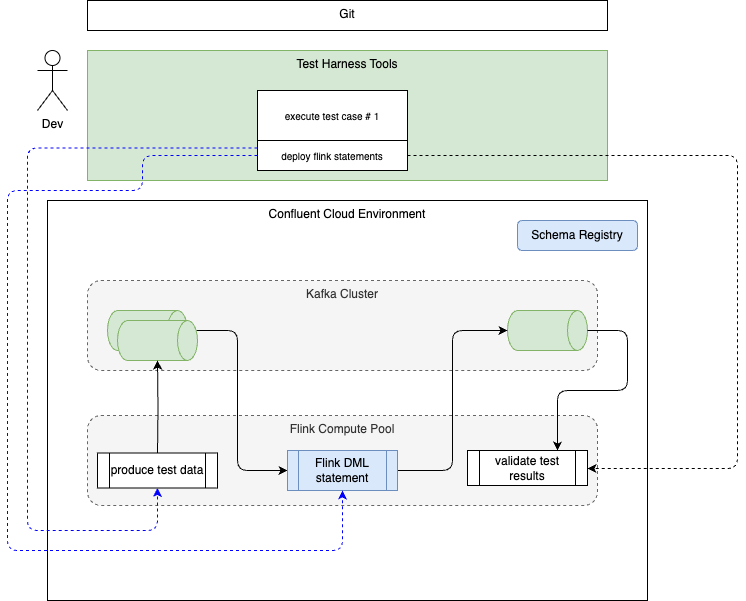 Git
Test Harness Tools
Dev
execute test case # 1
deploy flink statements
Confluent Cloud Environment
Schema Registry
Kafka Cluster
Flink Compute Pool
produce test data
Flink DML
statement
validate test
results